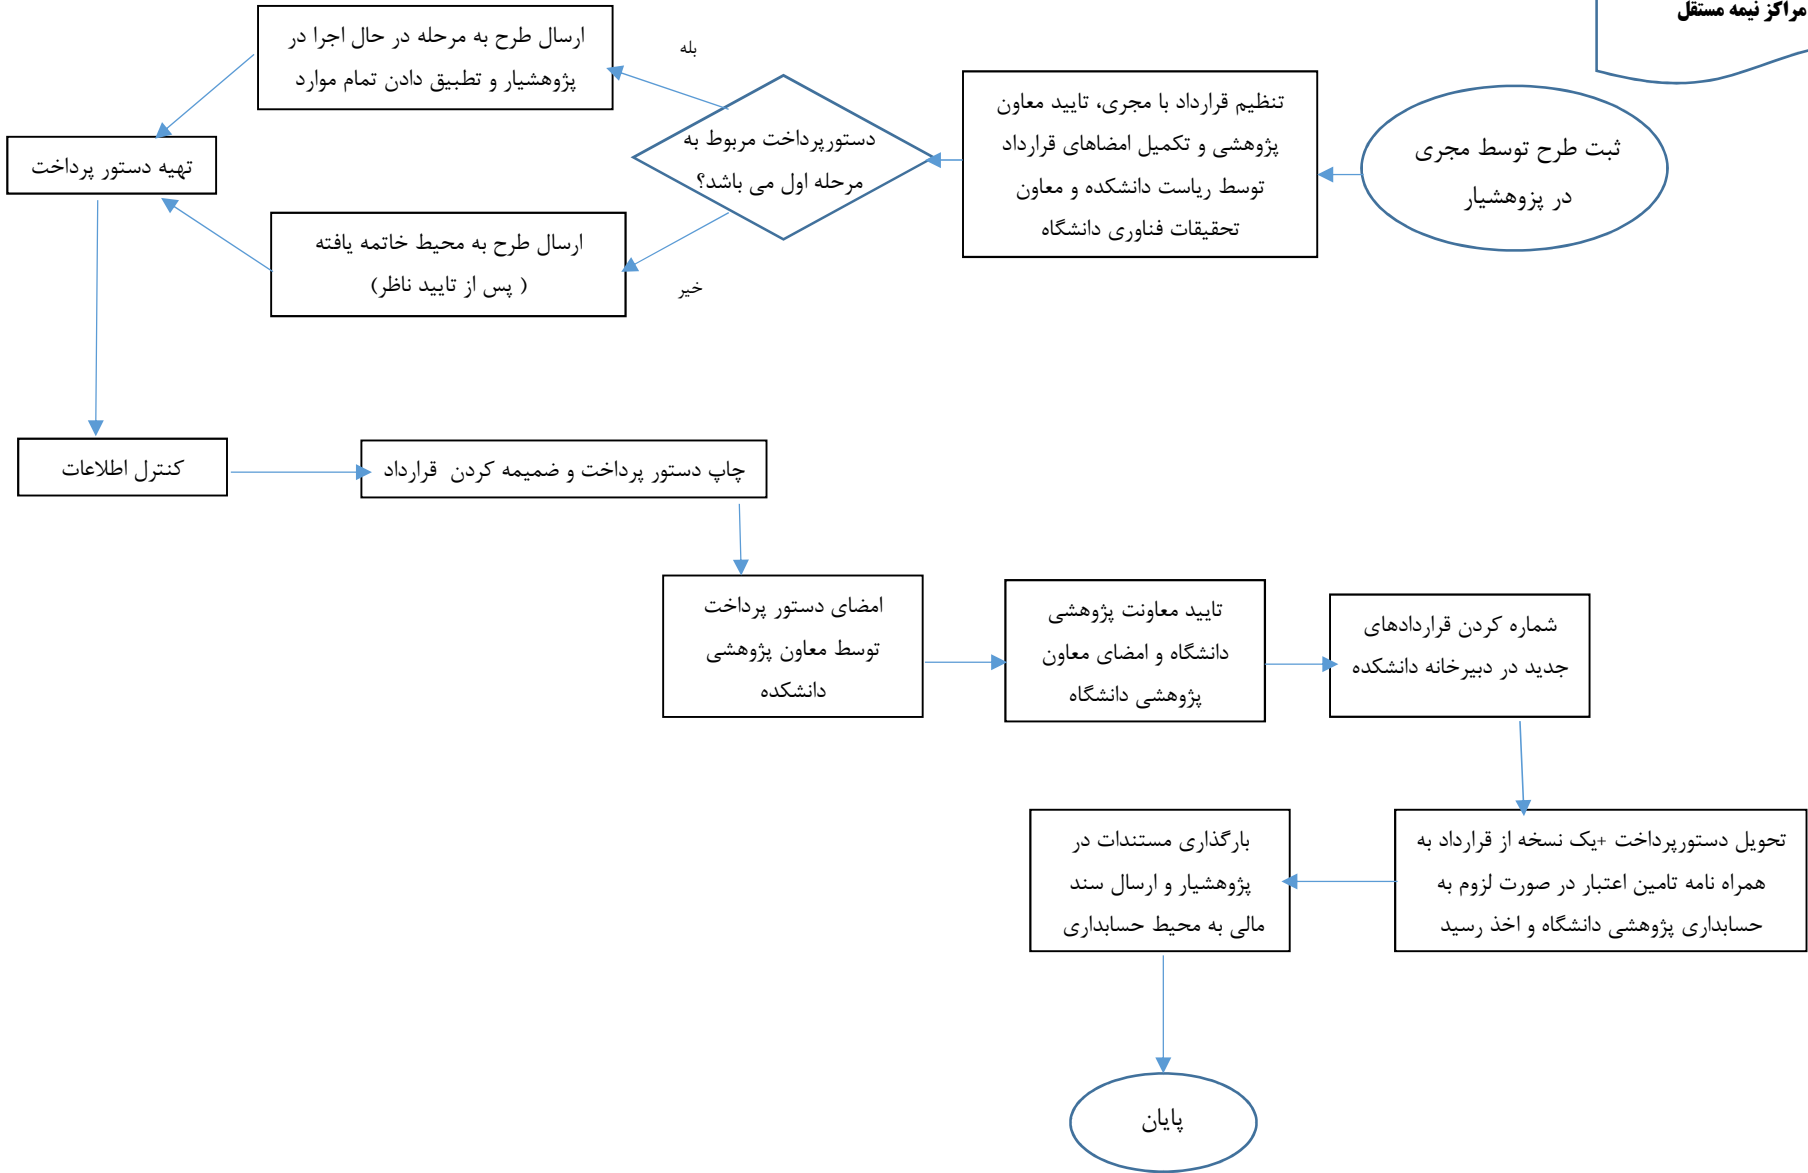 مراکز نیمه مستقل
ثبت طرح توسط مجری
در پزوهشیار
تنظیم قرارداد با مجری، تایید معاون
پژوهشی و تکمیل امضاهای قرارداد
توسط ریاست دانشکده و معاون
تحقیقات فناوری دانشگاه
دستورپرداخت مربوط به
مرحله اول می باشد؟
بله
ارسال طرح به مرحله در حال اجرا در
پژوهشیار و تطبیق دادن تمام موارد
خیر
ارسال طرح به محیط خاتمه یافته
( پس از تایید ناظر)
تهیه دستور پرداخت
کنترل اطلاعات
چاپ دستور پرداخت و ضمیمه کردن قرارداد
امضای دستور پرداخت
توسط معاون پژوهشی
دانشکده
تایید معاونت پژوهشی
دانشگاه و امضای معاون
پژوهشی دانشگاه
شماره کردن قراردادهای
جدید در دبیرخانه دانشکده
تحویل دستورپرداخت +یک نسخه از قرارداد به
همراه نامه تامین اعتبار در صورت لزوم به
حسابداری پژوهشی دانشگاه و اخذ رسید
بارگذاری مستندات در
پژوهشیار و ارسال سند
مالی به محیط حسابداری
پایان